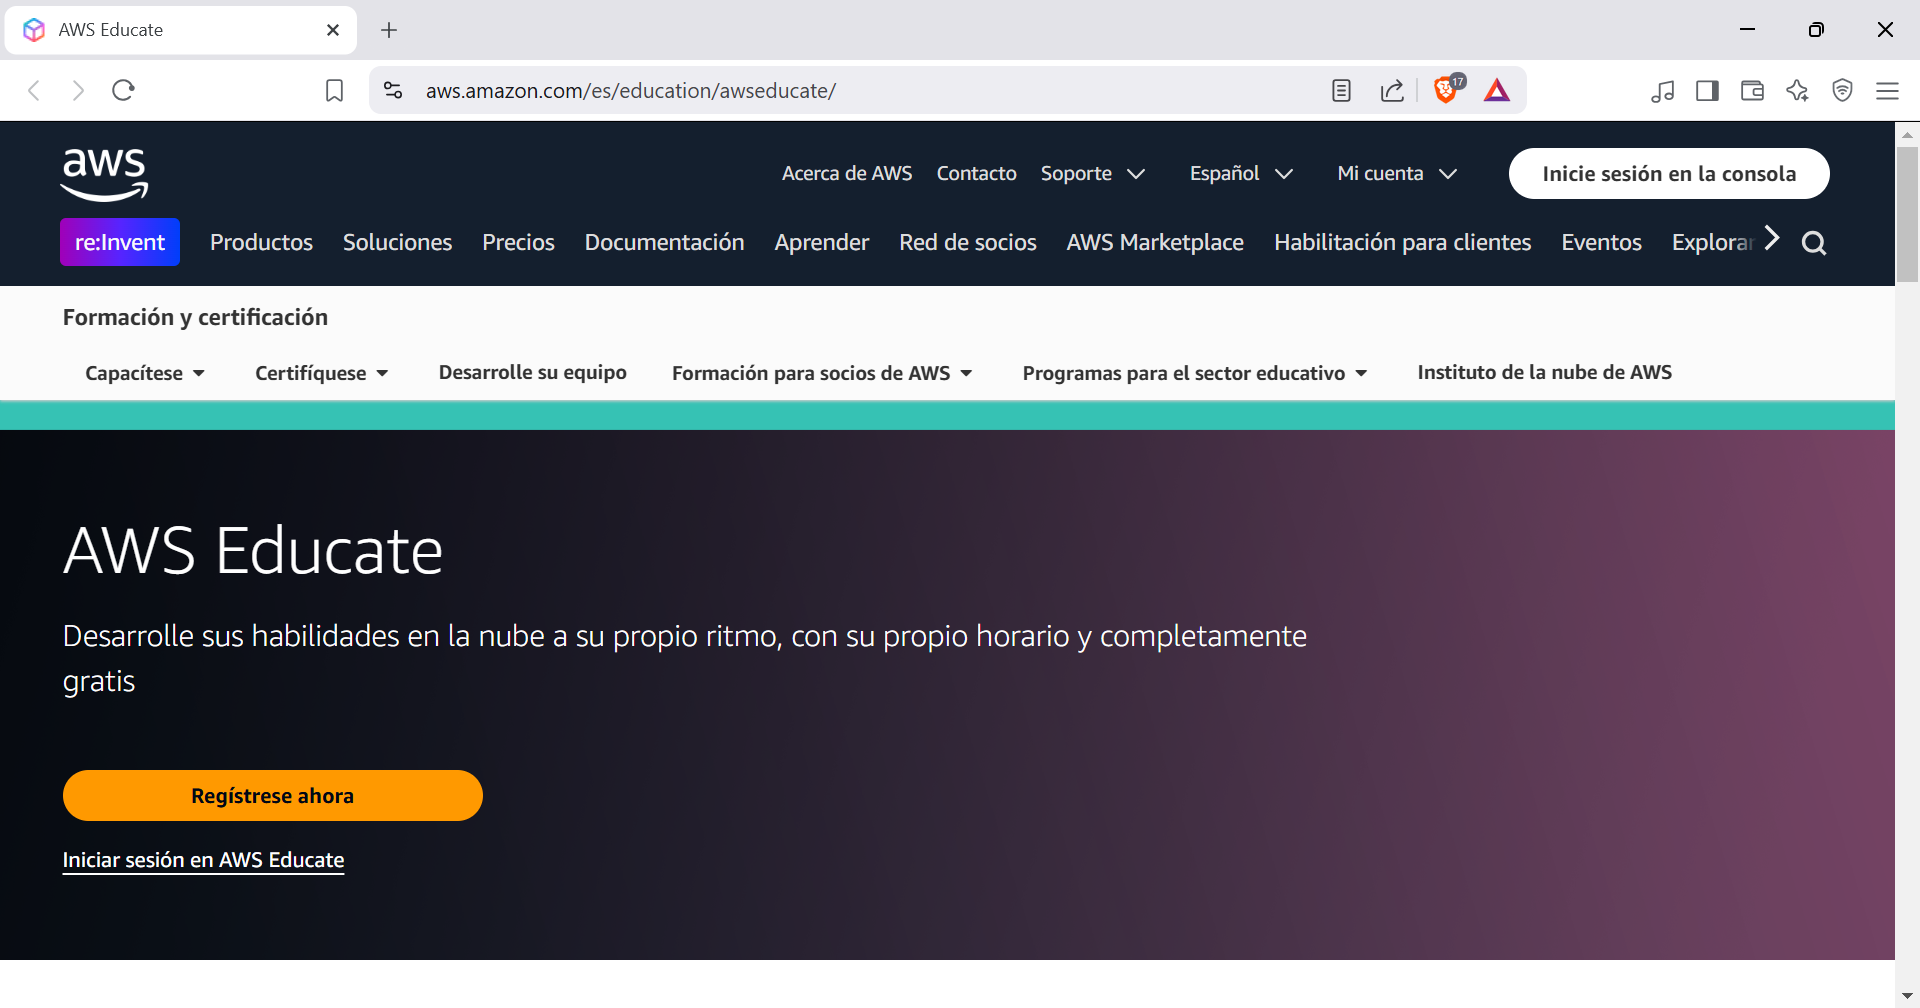 AWS Educate
aws.amazon.com/es/education/awseducate/
17
aws
Acerca de AWS Contacto Soporte Español Mi cuenta Inicie sesión en la consola
re:Invent Productos Soluciones Precios Documentación Aprender Red de socios AWS Marketplace Habilitación para clientes Eventos Explorar
Formación y certificación
Capacítese Certifíquese Desarrolle su equipo Formación para socios de AWS Programas para el sector educativo Instituto de la nube de AWS
AWS Educate
Desarrolle sus habilidades en la nube a su propio ritmo, con su propio horario y completamente
gratis
Regístrese ahora
Iniciar sesión en AWS Educate